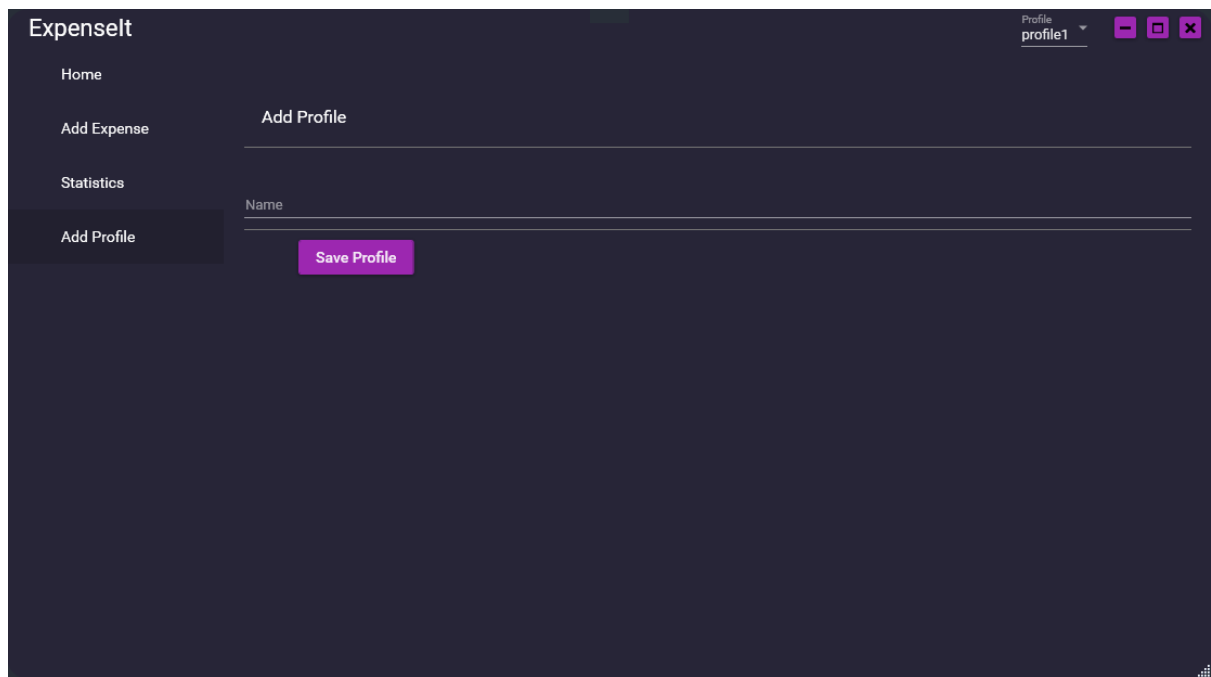 ExpenseIt
Profile
profile1
Home
Add Expense
Statistics
Add Profile
Add Profile
Name
Save Profile